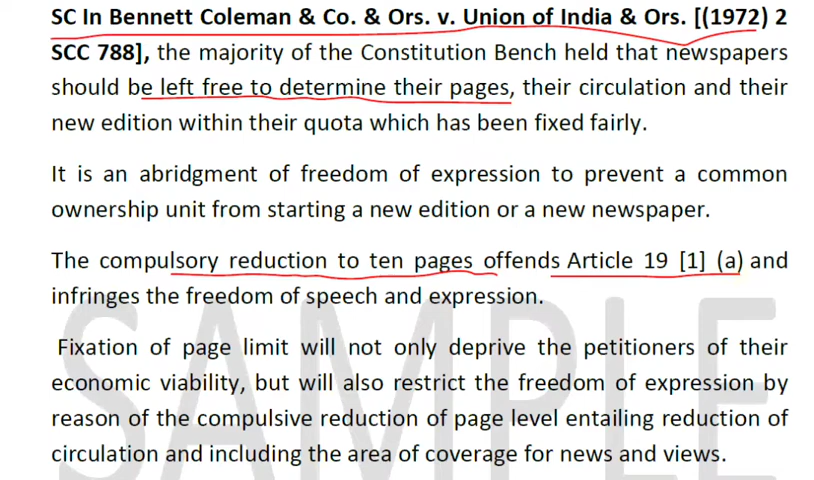 SC In Bennett Coleman & Co. & Ors. v. Union of India & Ors. [(1972) 2
SCC 788], the majority of the Constitution Bench held that newspapers
should be left free to determine their pages, their circulation and their
new edition within their quota which has been fixed fairly.
It is an abridgment of freedom of expression to prevent a common
ownership unit from starting a new edition or a new newspaper.
The compulsory reduction to ten pages offends Article 19 [1] (a) and
infringes the freedom of speech and expression.
Fixation of page limit will not only deprive the petitioners of their
economic viability, but will also restrict the freedom of expression by
reason of the compulsive reduction of page level entailing reduction of
circulation and including the area of coverage for news and views.
SAMPLE